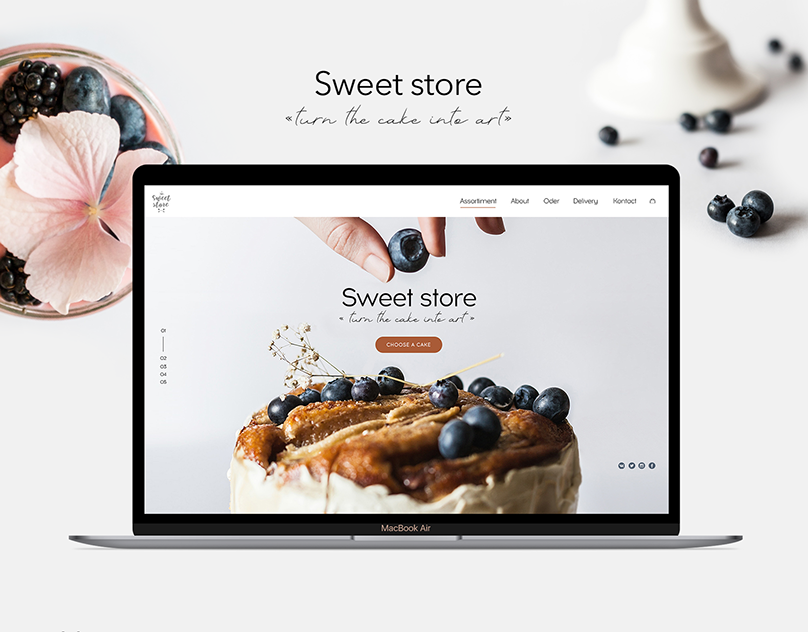 Sweet store
«turn the cake into art»
sweet
store
Assortiment About Oder Delivery Kontact
Sweet store
« turn the cake into art »
CHOOSE A CAKE
01
02
03
04
05
MacBook Air